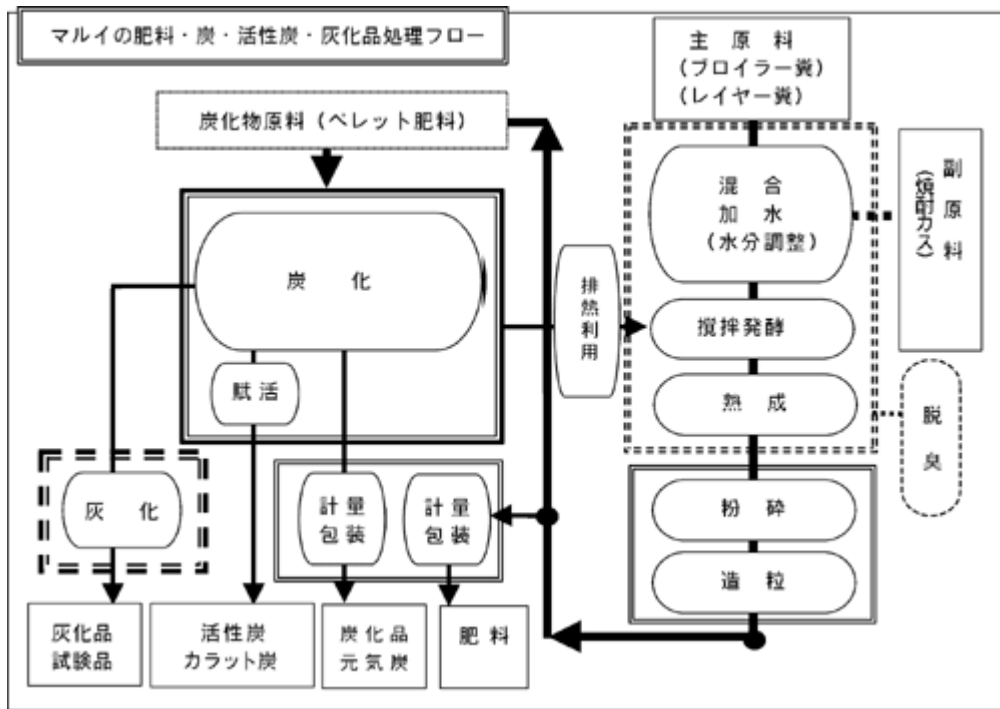 マルイの肥料・炭・活性炭・灰化品処理フロー
主原料
(ブロイラー糞)
(レイヤー糞)
炭化物原料(ペレット肥料)
混合
加水
(水分調整)
副原料
(焼酎カス)
炭化
排熱利用
撹拌発酵
賦活
熟成
脱臭
灰化
計量
包装
計量
包装
粉砕
造粒
灰化品
試験品
活性炭
カラット炭
炭化品
元気炭
肥料